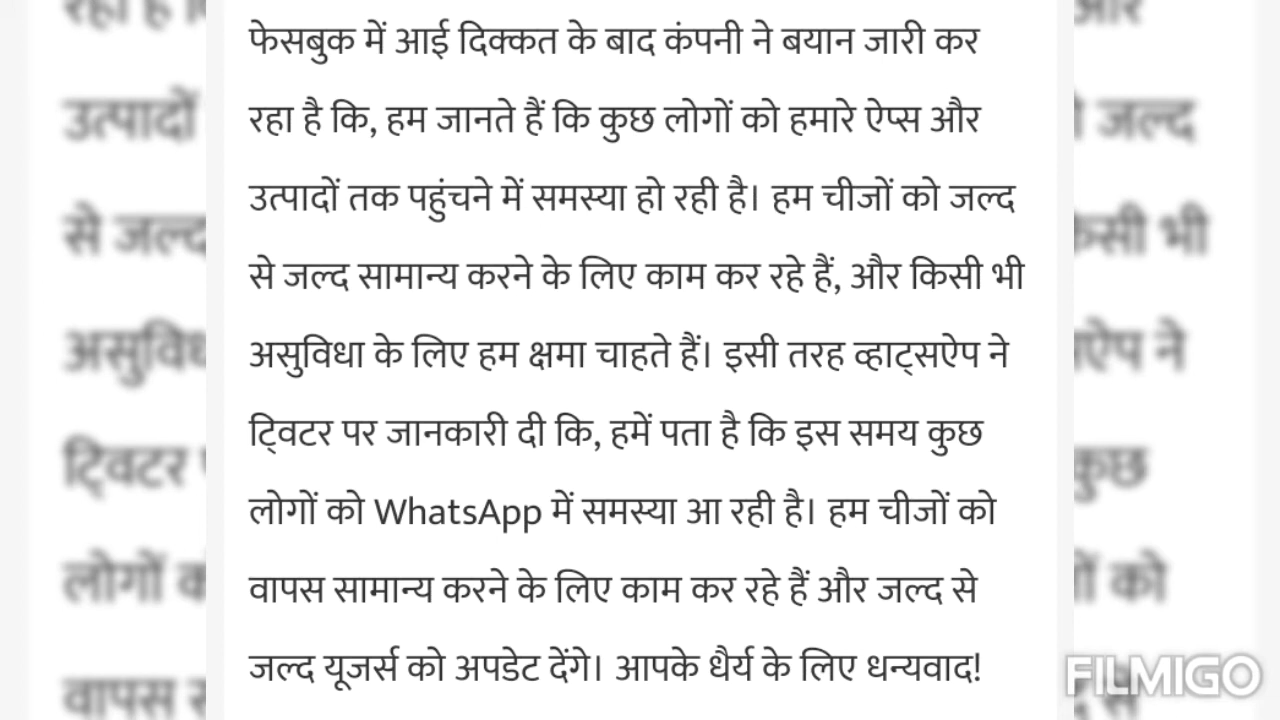 फेसबुक में आई दिक्कत के बाद कंपनी ने बयान जारी कर
रहा है कि, हम जानते हैं कि कुछ लोगों को हमारे ऐप्स और
उत्पादों तक पहुंचने में समस्या हो रही है। हम चीजों को जल्द
से जल्द सामान्य करने के लिए काम कर रहे हैं, और किसी भी
असुविधा के लिए हम क्षमा चाहते हैं। इसी तरह व्हाट्सऐप ने
ट्विटर पर जानकारी दी कि, हमें पता है कि इस समय कुछ
लोगों को WhatsApp में समस्या आ रही है। हम चीजों को
वापस सामान्य करने के लिए काम कर रहे हैं और जल्द से
जल्द यूजर्स को अपडेट देंगे। आपके धैर्य के लिए धन्यवाद!
FILMIGO